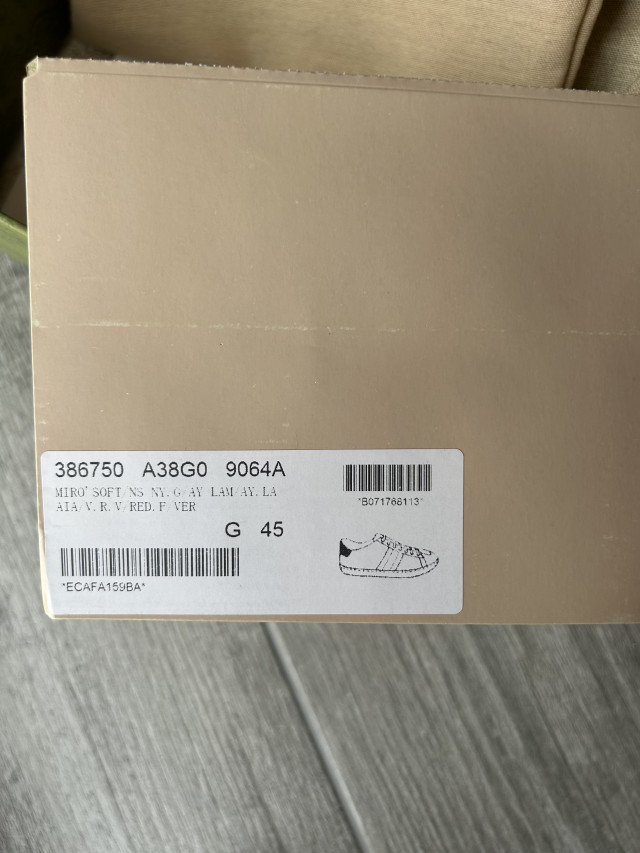 386750 A38G0 9064A
MIRO' SOFT/NS NY.G/AY LAM AY.LA
AIA/V.R.V/RED.F/VER
G 45
*ECAFA159BA*
*B071768113*